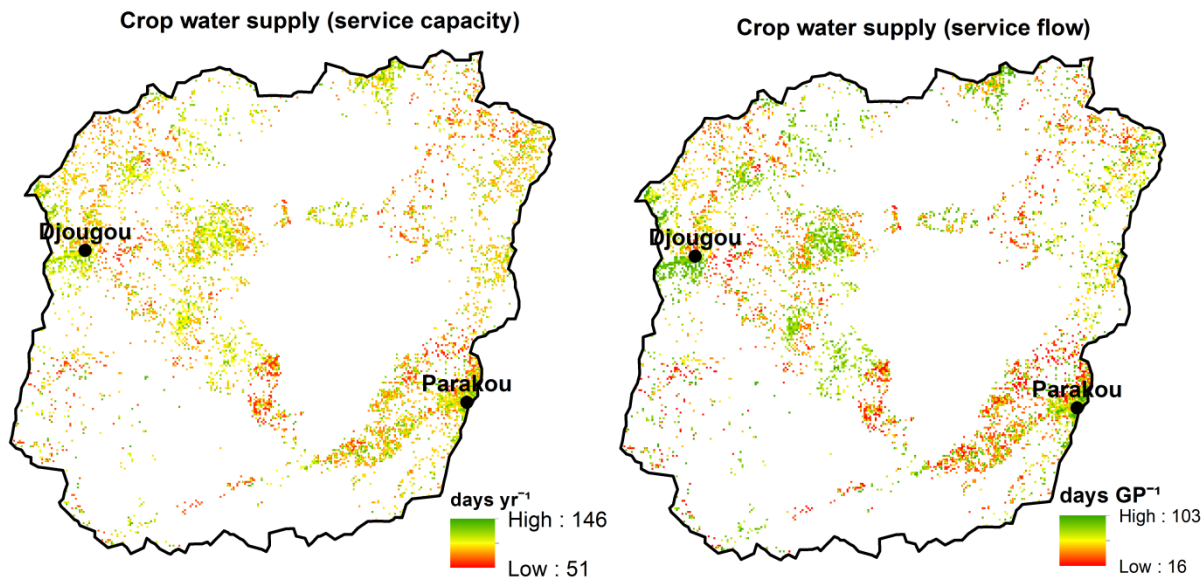 Crop water supply (service capacity)
Djougou
Parakou
days yr⁻¹
High : 146
Low : 51
Crop water supply (service flow)
Djougou
Parakou
days GP⁻¹
High : 103
Low : 16